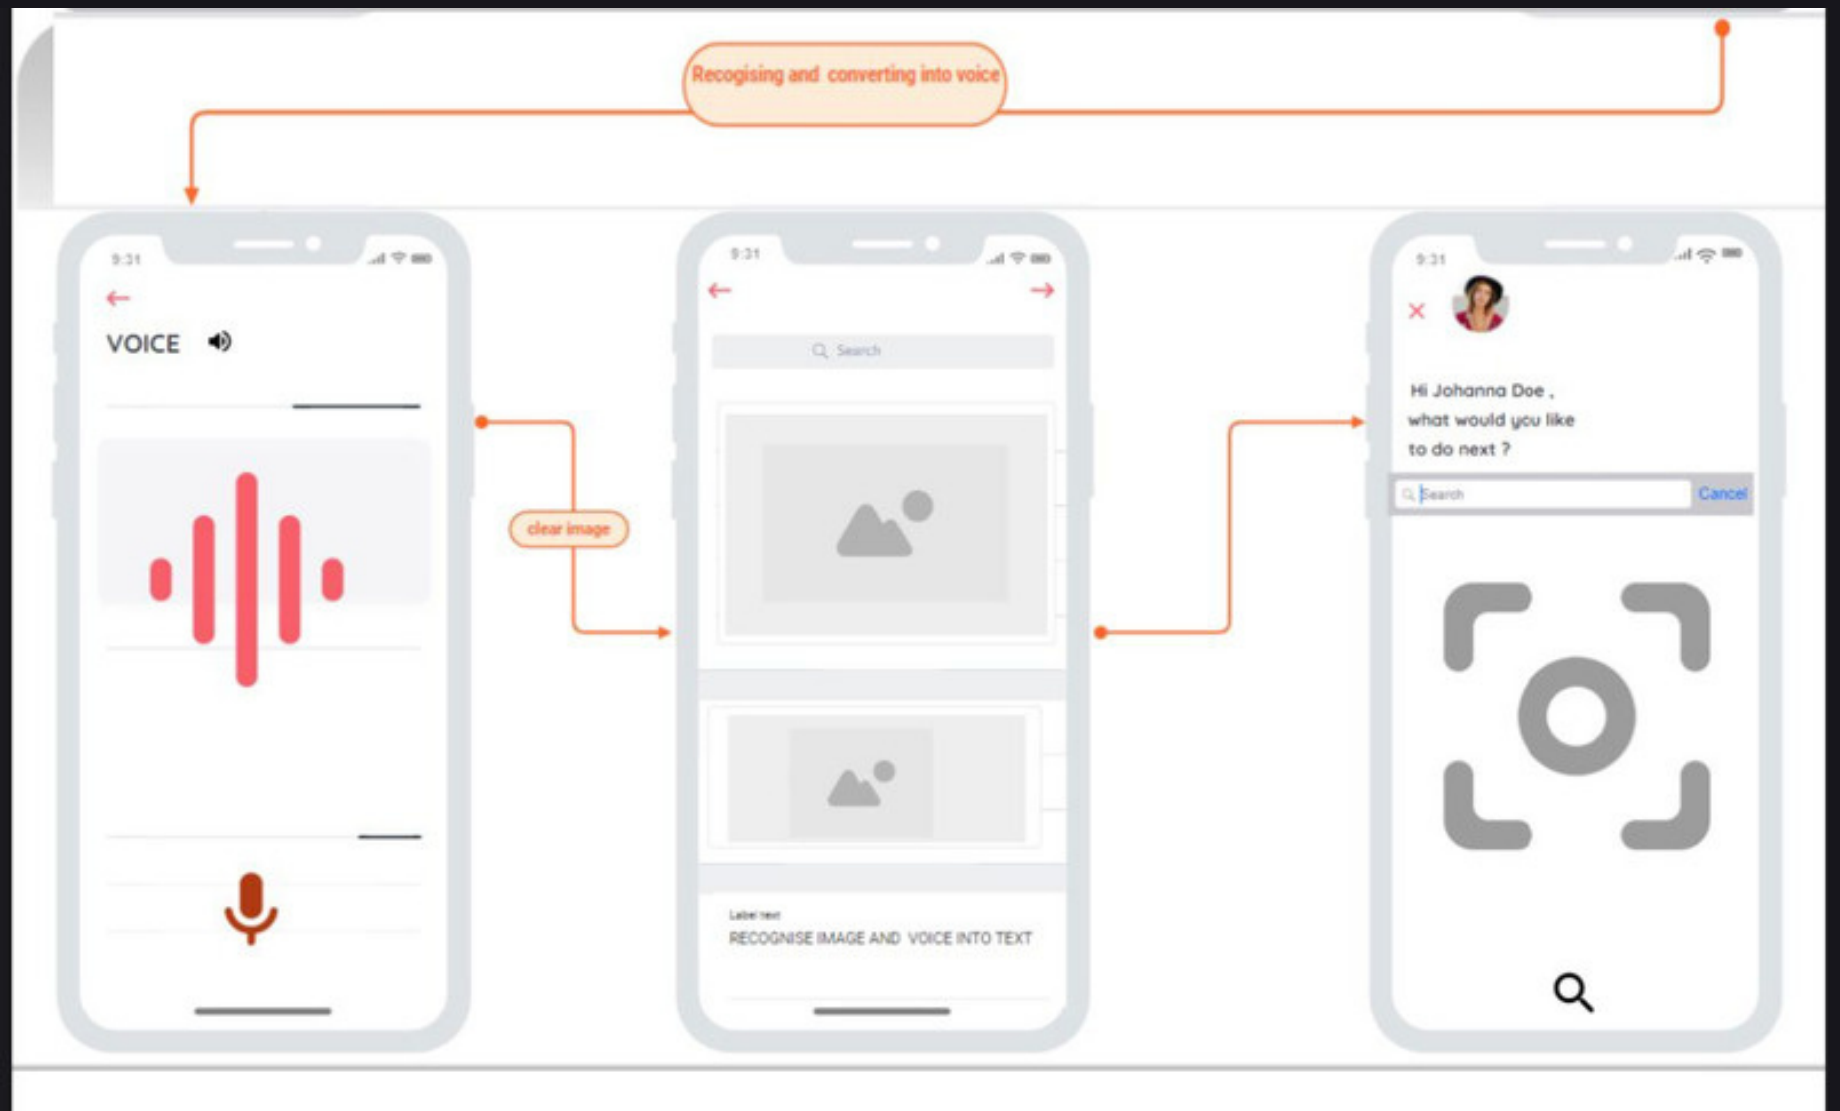 Recogising and converting into voice
9:31
VOICE
clear image
9:31
Search
Label text
RECOGNISE IMAGE AND VOICE INTO TEXT
9:31
Hi Johanna Doe ,
what would you like
to do next ?
Search
Cancel